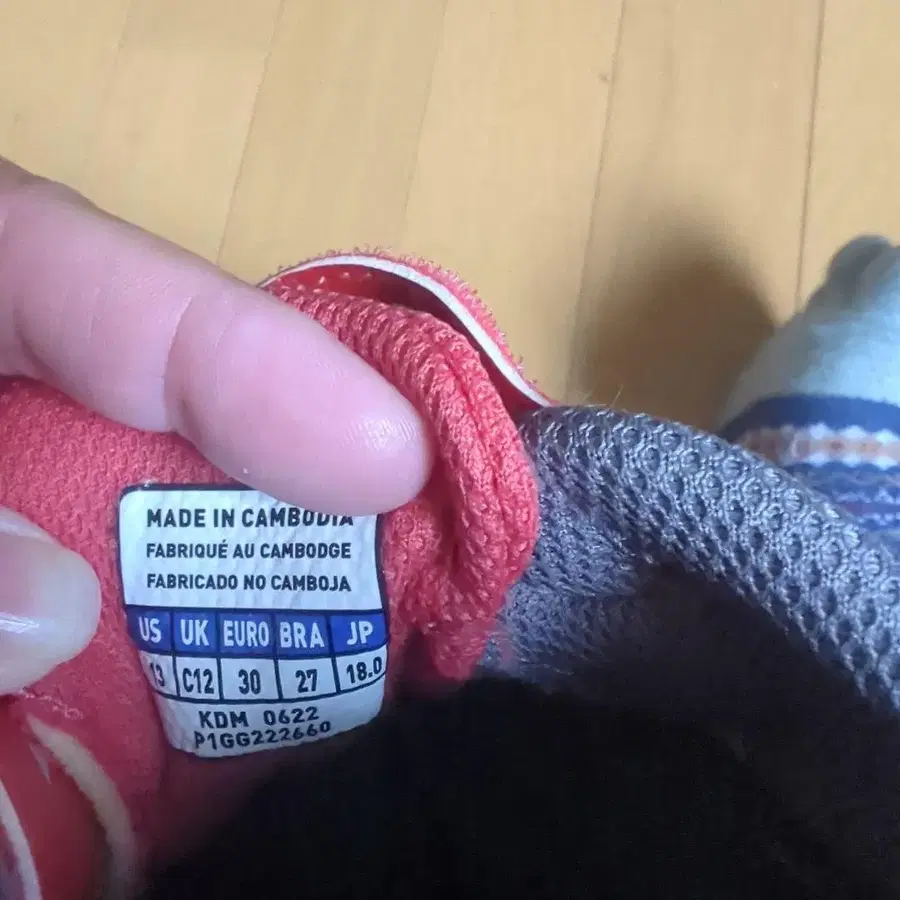 MADE IN CAMBODIA
FABRIQUÉ AU CAMBODGE
FABRICADO NO CAMBOJA
US UK EURO BRA JP
13 C12 30 27 18.0
KDM 0622
P1GG222660